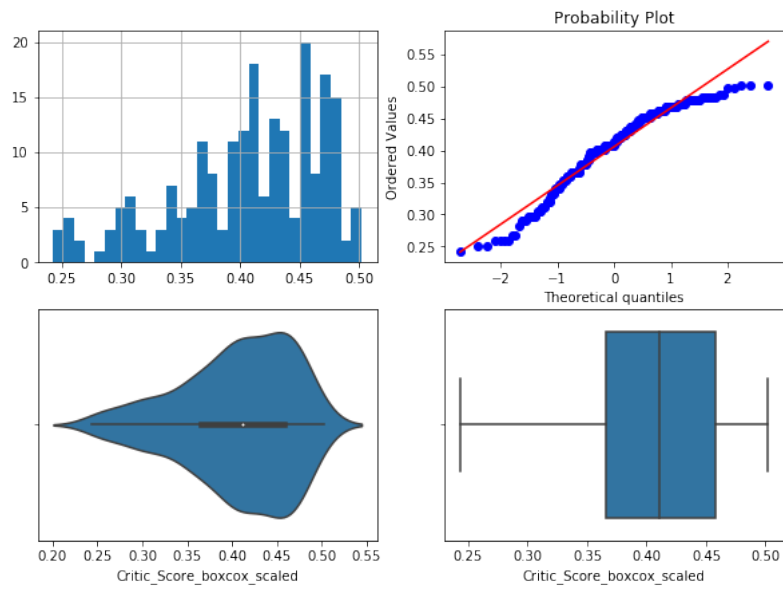 Probability Plot
20
15
10
5
0
0.25 0.30 0.35 0.40 0.45 0.50
Ordered Values
0.55
0.50
0.45
0.40
0.35
0.30
0.25
−2 −1 0 1 2
Theoretical quantiles
0.20 0.25 0.30 0.35 0.40 0.45 0.50 0.55
Critic_Score_boxcox_scaled
0.25 0.30 0.35 0.40 0.45 0.50
Critic_Score_boxcox_scaled